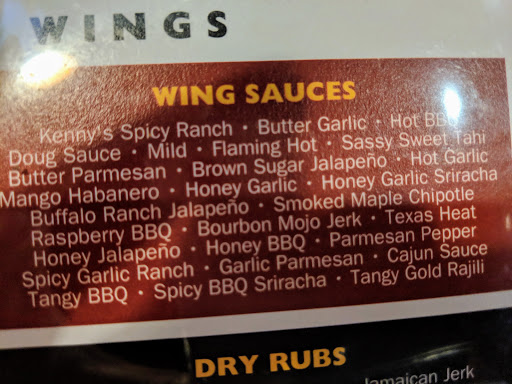 WINGS
WING SAUCES
Kenny's Spicy Ranch · Butter Garlic · Hot BBQ
Doug Sauce · Mild · Flaming Hot · Sassy Sweet Tahi
Butter Parmesan · Brown Sugar Jalapeño · Hot Garlic
Mango Habanero · Honey Garlic · Honey Garlic Sriracha
Buffalo Ranch Jalapeño · Smoked Maple Chipotle
Raspberry BBQ · Bourbon Mojo Jerk · Texas Heat
Honey Jalapeño · Honey BBQ · Parmesan Pepper
Spicy Garlic Ranch · Garlic Parmesan · Cajun Sauce
Tangy BBQ · Spicy BBQ Sriracha · Tangy Gold Rajili
DRY RUBS
Jamaican Jerk